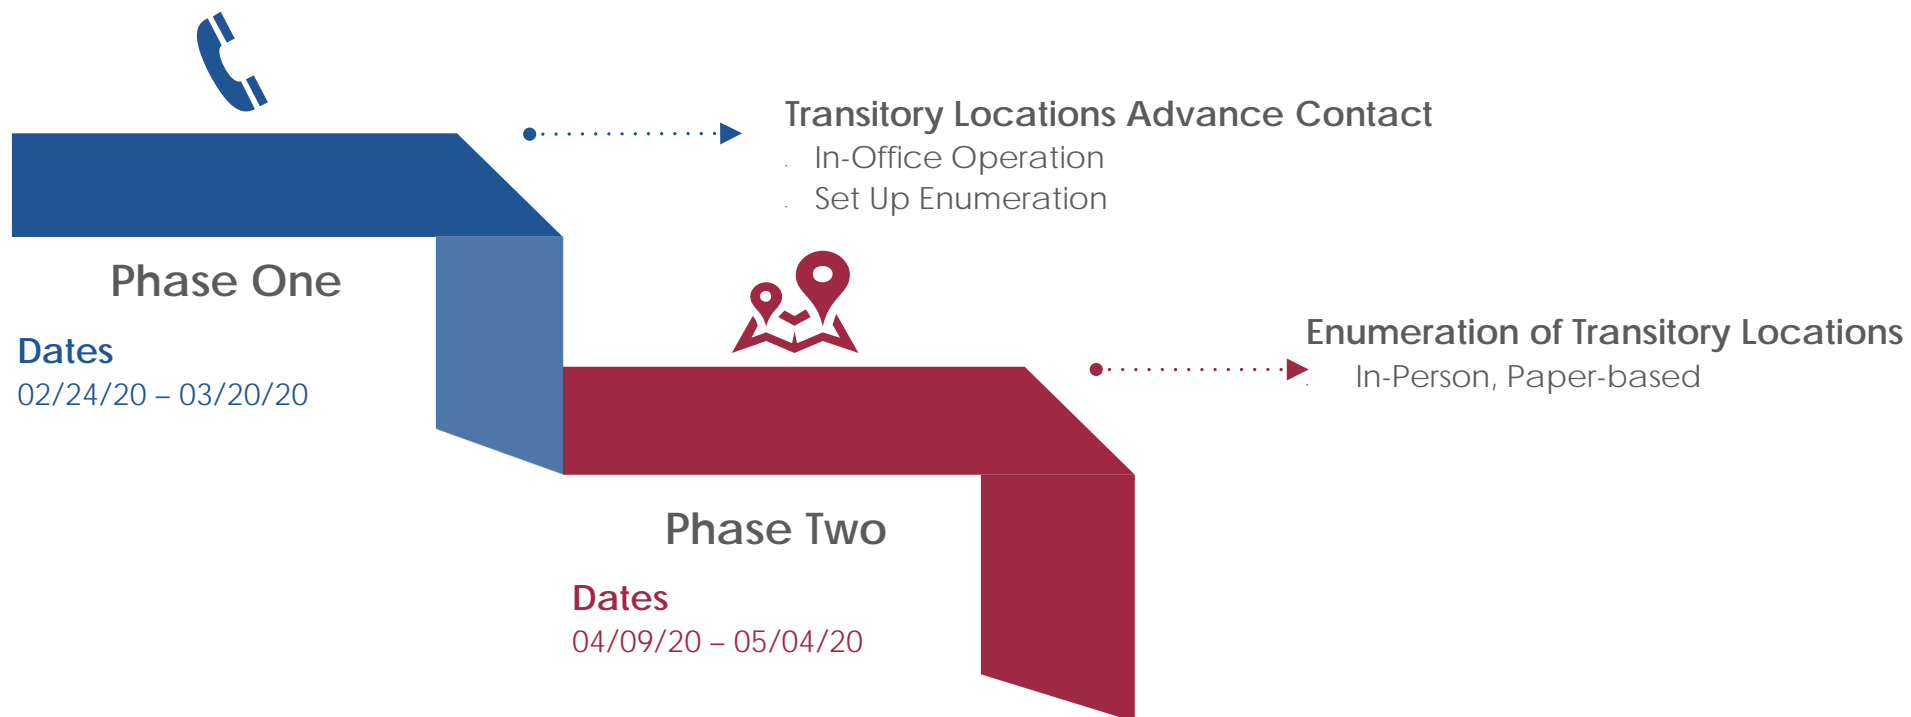 Transitory Locations Advance Contact
In-Office Operation
Set Up Enumeration
Phase One
Dates
02/24/20 – 03/20/20
Enumeration of Transitory Locations
In-Person, Paper-based
Phase Two
Dates
04/09/20 – 05/04/20